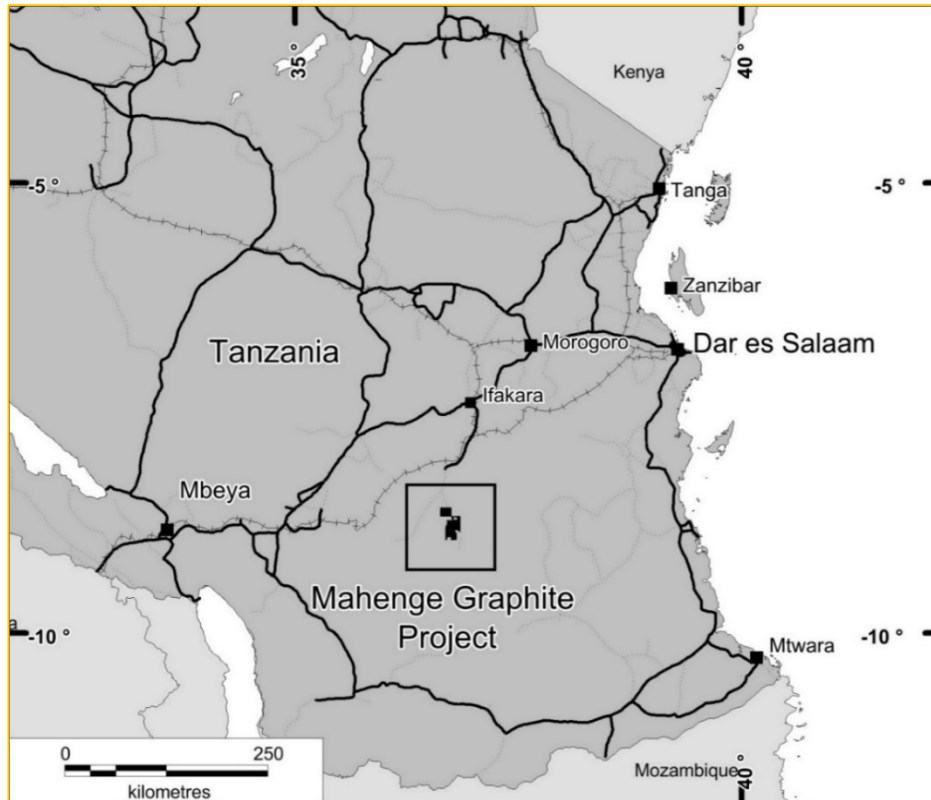 35°
40°
Kenya
-5°
Tanga
-5°
Zanzibar
Tanzania
Morogoro
Dar es Salaam
Ifakara
Mbeya
Mahenge Graphite
Project
a
-10°
-10°
Mtwara
0 250
kilometres
Mozambique
40°